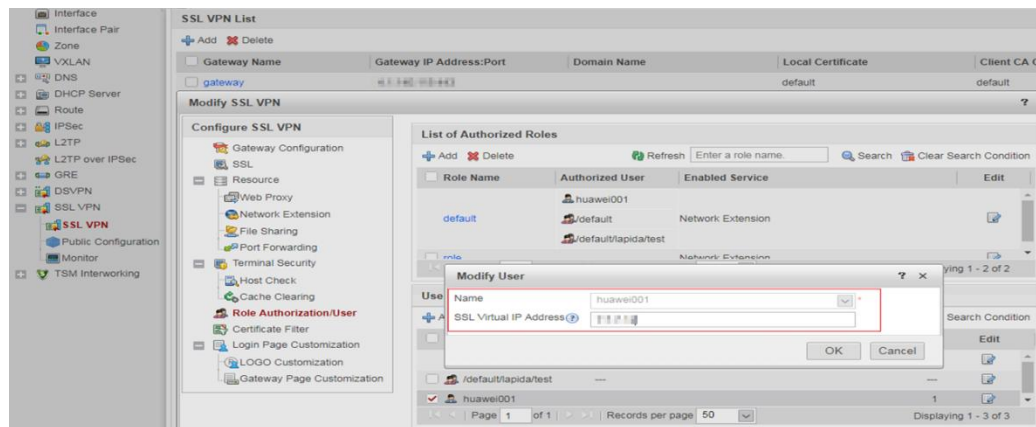 Interface
Interface Pair
Zone
VXLAN
DNS
DHCP Server
Route
IPSec
L2TP
L2TP over IPSec
GRE
DSVPN
SSL VPN
SSL VPN
Public Configuration
Monitor
TSM Interworking
SSL VPN List
Add Delete
Gateway Name Gateway IP Address:Port Domain Name Local Certificate Client CA
gateway default default
Modify SSL VPN ?
Configure SSL VPN
Gateway Configuration
SSL
Resource
Web Proxy
Network Extension
File Sharing
Port Forwarding
Terminal Security
Host Check
Cache Clearing
Role Authorization/User
Certificate Filter
Login Page Customization
LOGO Customization
Gateway Page Customization
List of Authorized Roles
Add Delete Refresh Enter a role name. Search Clear Search Condition
Role Name Authorized User Enabled Service Edit
huawei001
default /default Network Extension
/default/lapida/test
role Network Extension
ying 1 - 2 of 2
Modify User ? ×
Name huawei001 *
SSL Virtual IP Address ?
OK Cancel
Use
A Search Condition
Edit
/default/lapida/test --- ---
huawei001 1
Page 1 of 1 Records per page 50 Displaying 1 - 3 of 3